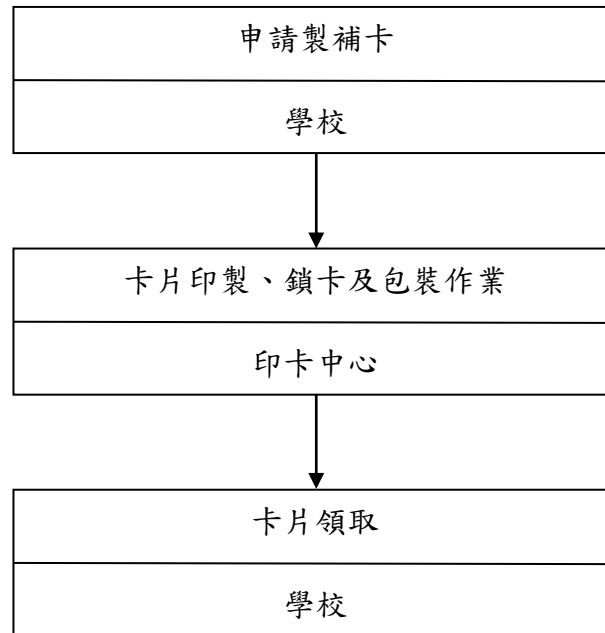 申請製補卡
學校
卡片印製、鎖卡及包裝作業
印卡中心
卡片領取
學校